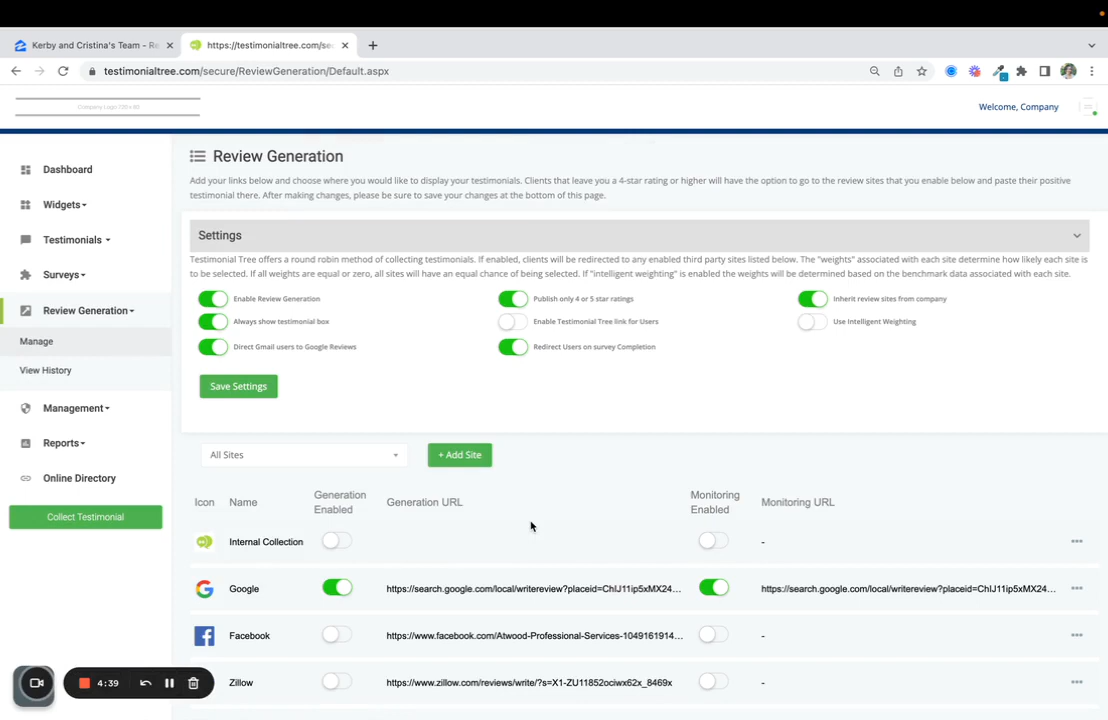 Kerby and Cristina's Team - Re
https://testimonialtree.com/se
testimonialtree.com/secure/ReviewGeneration/Default.aspx
Company Logo 720 x 60
Welcome, Company
Dashboard
Widgets
Testimonials
Surveys
Review Generation
Manage
View History
Management
Reports
Online Directory
Collect Testimonial
Review Generation
Add your links below and choose where you would like to display your testimonials. Clients that leave you a 4-star rating or higher will have the option to go to the review sites that you enable below and paste their positive
testimonial there. After making changes, please be sure to save your changes at the bottom of this page.
Settings
Testimonial Tree offers a round robin method of collecting testimonials. If enabled, clients will be redirected to any enabled third party sites listed below. The "weights" associated with each site determine how likely each site is
to be selected. If all weights are equal or zero, all sites will have an equal chance of being selected. If "intelligent weighting" is enabled the weights will be determined based on the benchmark data associated with each site.
Enable Review Generation
Publish only 4 or 5 star ratings
Inherit review sites from company
Always show testimonial box
Enable Testimonial Tree link for Users
Use Intelligent Weighting
Direct Gmail users to Google Reviews
Redirect Users on survey Completion
Save Settings
All Sites
+ Add Site
Icon Name Generation Enabled Generation URL Monitoring Enabled Monitoring URL
Internal Collection -
Google https://search.google.com/local/writereview?placeid=ChIJ11ip5xMX24... https://search.google.com/local/writereview?placeid=ChIJ11ip5xMX24...
Facebook https://www.facebook.com/Atwood-Professional-Services-1049161914... -
Zillow https://www.zillow.com/reviews/write/?s=X1-ZU11852ociwx62x_8469x -
4:39